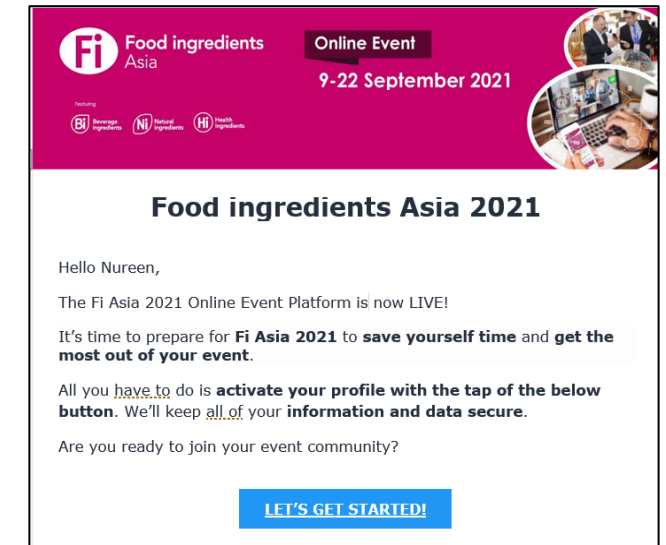 Fi Food ingredients
Asia
Online Event
9-22 September 2021
Featuring
Bi Beverage ingredients Ni Natural ingredients Hi Health ingredients
Food ingredients Asia 2021
Hello Nureen,
The Fi Asia 2021 Online Event Platform is now LIVE!
It’s time to prepare for Fi Asia 2021 to save yourself time and get the
most out of your event.
All you have to do is activate your profile with the tap of the below
button. We’ll keep all of your information and data secure.
Are you ready to join your event community?
LET’S GET STARTED!